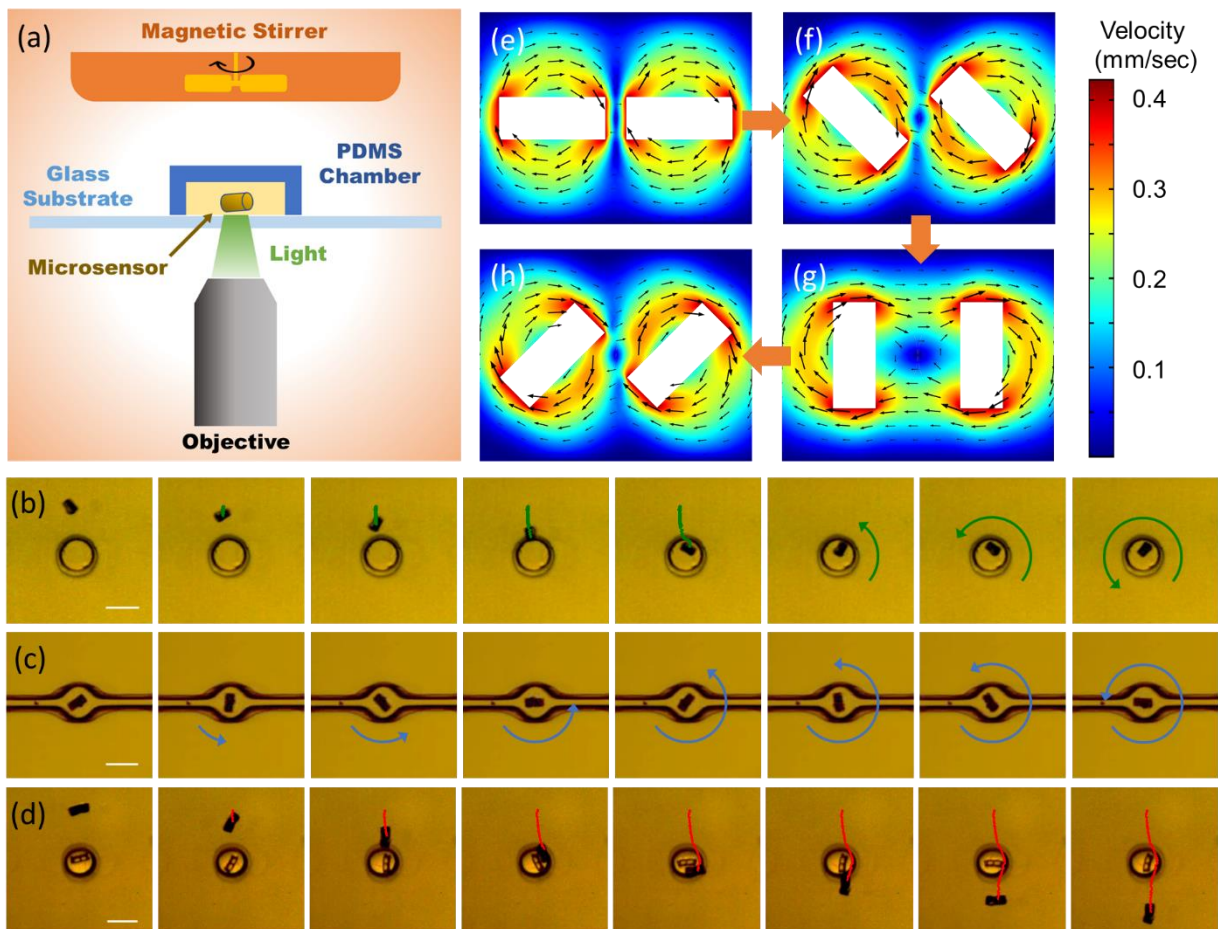 (a)
Magnetic Stirrer
Glass
Substrate
PDMS
Chamber
Microsensor
Light
Objective
(e)
(f)
(h)
(g)
Velocity
(mm/sec)
0.4
0.3
0.2
0.1
(b)
(c)
(d)